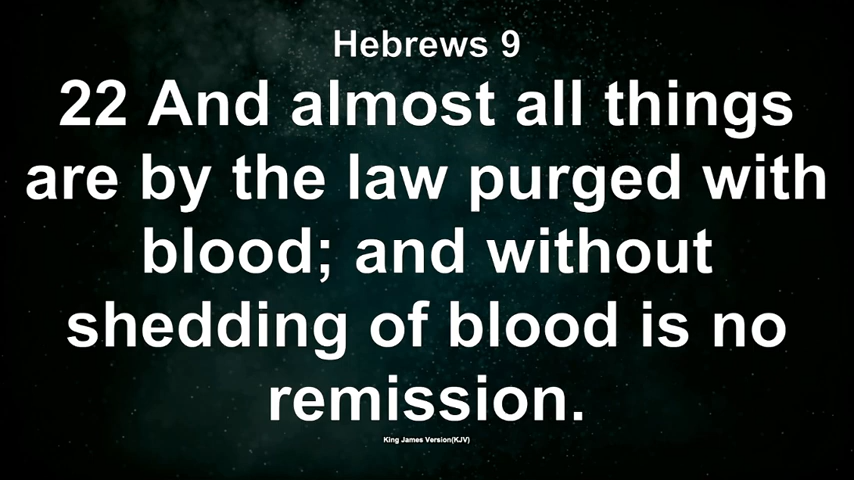 Hebrews 9
22 And almost all things
are by the law purged with
blood; and without
shedding of blood is no
remission.
King James Version(KJV)